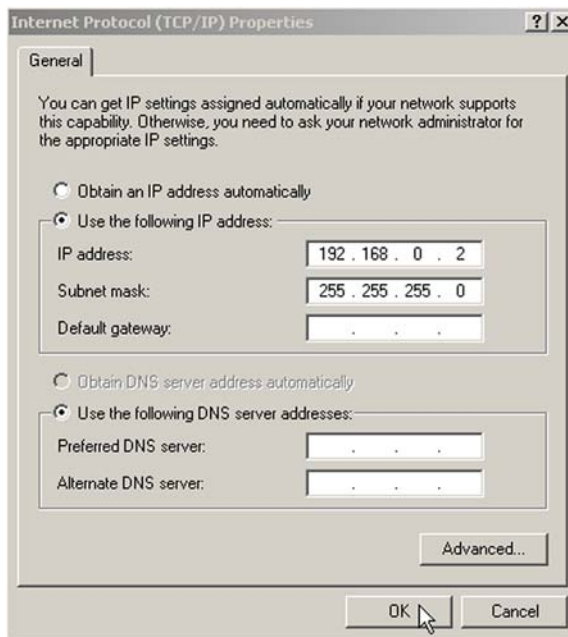 Internet Protocol (TCP/IP) Properties
General
You can get IP settings assigned automatically if your network supports
this capability. Otherwise, you need to ask your network administrator for
the appropriate IP settings.
Obtain an IP address automatically
Use the following IP address:
IP address: 192 . 168 . 0 . 2
Subnet mask: 255 . 255 . 255 . 0
Default gateway: . . .
Obtain DNS server address automatically
Use the following DNS server addresses:
Preferred DNS server: . . .
Alternate DNS server: . . .
Advanced...
OK Cancel